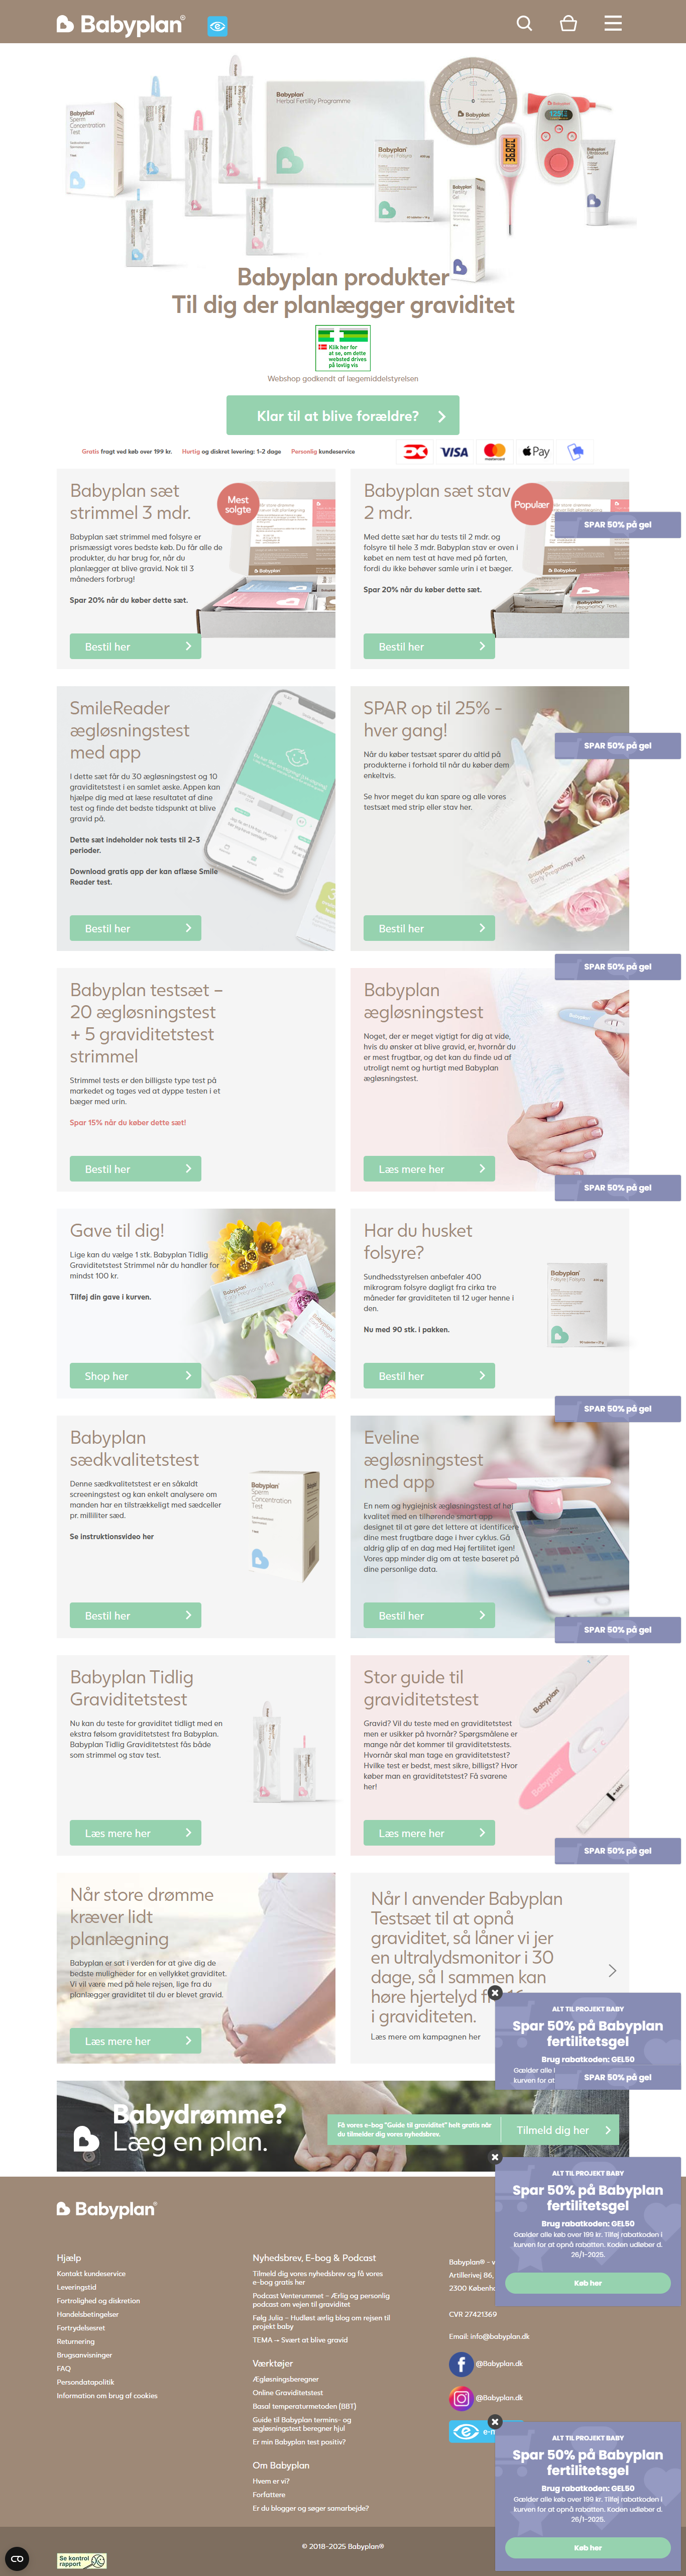 Babyplan®
Babyplan produkter
Til dig der planlægger graviditet
Klik her for
at se, om dette
websted drives
på lovlig vis
Webshop godkendt af lægemiddelstyrelsen
Klar til at blive forældre?
Gratis fragt ved køb over 199 kr. Hurtig og diskret levering: 1-2 dage Personlig kundeservice
VISA
Pay
Babyplan sæt
strimmel 3 mdr.
Mest
solgte
Babyplan sæt strimmel med folsyre er
prismæssigt vores bedste køb. Du får alle de
produkter, du har brug for, når du
planlægger at blive gravid. Nok til 3
måneders forbrug!
Spar 20% når du køber dette sæt.
Bestil her
Babyplan sæt stav
2 mdr.
Populær
SPAR 50% på gel
Med dette sæt har du tests til 2 mdr. og
folsyre til hele 3 mdr. Babyplan stav er oven i
købet en nem test at have med på farten,
fordi du ikke behøver samle urin i et bæger.
Spar 20% når du køber dette sæt.
Bestil her
SmileReader
ægløsningstest
med app
I dette sæt får du 30 ægløsningstest og 10
graviditetstest i en samlet æske. Appen kan
hjælpe dig med at læse resultatet af dine
test og finde det bedste tidspunkt at blive
gravid på.
Dette sæt indeholder nok tests til 2-3
perioder.
Download gratis app der kan aflæse Smile
Reader test.
Bestil her
SPAR op til 25% -
hver gang!
SPAR 50% på gel
Når du køber testsæt sparer du altid på
produkterne i forhold til når du køber dem
enkeltvis.
Se hvor meget du kan spare og alle vores
testsæt med strip eller stav her.
Bestil her
SPAR 50% på gel
Babyplan testsæt –
20 ægløsningstest
+ 5 graviditetstest
strimmel
Strimmel tests er den billigste type test på
markedet og tages ved at dyppe testen i et
bæger med urin.
Spar 15% når du køber dette sæt!
Bestil her
Babyplan
ægløsningstest
Noget, der er meget vigtigt for dig at vide,
hvis du ønsker at blive gravid, er, hvornår du
er mest frugtbar, og det kan du finde ud af
utroligt nemt og hurtigt med Babyplan
ægløsningstest.
Læs mere her
SPAR 50% på gel
Gave til dig!
Lige kan du vælge 1 stk. Babyplan Tidlig
Graviditetstest Strimmel når du handler for
mindst 100 kr.
Tilføj din gave i kurven.
Shop her
Har du husket
folsyre?
Sundhedsstyrelsen anbefaler 400
mikrogram folsyre dagligt fra cirka tre
måneder før graviditeten til 12 uger henne i
den.
Nu med 90 stk. i pakken.
Bestil her
SPAR 50% på gel
Babyplan
sædkvalitetstest
Denne sædkvalitetstest er en såkaldt
screeningstest og kan enkelt analysere om
manden har en tilstrækkeligt med sædceller
pr. milliliter sæd.
Se instruktionsvideo her
Bestil her
Eveline
ægløsningstest
med app
En nem og hygiejnisk ægløsningstest af høj
kvalitet med en tilhørende smart app
designet til at gøre det lettere at identificere
dine mest frugtbare dage i hver cyklus. Gå
aldrig glip af en dag med Høj fertilitet igen!
Vores app minder dig om at teste baseret på
dine personlige data.
Bestil her
SPAR 50% på gel
Babyplan Tidlig
Graviditetstest
Nu kan du teste for graviditet tidligt med en
ekstra følsom graviditetstest fra Babyplan.
Babyplan Tidlig Graviditetstest fås både
som strimmel og stav test.
Læs mere her
Stor guide til
graviditetstest
Gravid? Vil du teste med en graviditetstest
men er usikker på hvornår? Spørgsmålene er
mange når det kommer til graviditetstests.
Hvornår skal man tage en graviditetstest?
Hvilke test er bedst, mest sikre, billigst? Hvor
køber man en graviditetstest? Få svarene
her!
Læs mere her
SPAR 50% på gel
Når store drømme
kræver lidt
planlægning
Babyplan er sat i verden for at give dig de
bedste muligheder for en vellykket graviditet.
Vi vil være med på hele rejsen, lige fra du
planlægger graviditet til du er blevet gravid.
Læs mere her
Når I anvender Babyplan
Testsæt til at opnå
graviditet, så låner vi jer
en ultralydsmonitor i 30
dage, så I sammen kan
høre hjertelyd
i graviditeten.
Læs mere om kampagnen her
ALT TIL PROJEKT BABY
Spar 50% på Babyplan
fertilitetsgel
Brug rabatkoden: GEL50
Gælder alle
kurven for at
SPAR 50% på gel
Babydrømme?
Læg en plan.
Få vores e-bog "Guide til graviditet" helt gratis når
du tilmelder dig vores nyhedsbrev.
Tilmeld dig her
ALT TIL PROJEKT BABY
Spar 50% på Babyplan
fertilitetsgel
Brug rabatkoden: GEL50
Gælder alle køb over 199 kr. Tilføj rabatkoden i
kurven for at opnå rabatten. Koden udløber d.
26/1-2025.
Køb her
Babyplan®
Hjælp
Kontakt kundeservice
Leveringstid
Fortrolighed og diskretion
Handelsbetingelser
Fortrydelsesret
Returnering
Brugsanvisninger
FAQ
Persondatapolitik
Information om brug af cookies
Nyhedsbrev, E-bog & Podcast
Tilmeld dig vores nyhedsbrev og få vores
e-bog gratis her
Podcast Venterummet – Ærlig og personlig
podcast om vejen til graviditet
Følg Julia – Hudløst ærlig blog om rejsen til
projekt baby
TEMA → Svært at blive gravid
Værktøjer
Ægløsningsberegner
Online Graviditetstest
Basal temperaturmetoden (BBT)
Guide til Babyplan termins- og
ægløsningstest beregner hjul
Er min Babyplan test positiv?
Om Babyplan
Hvem er vi?
Forfattere
Er du blogger og søger samarbejde?
Babyplan® - v
Artillerivej 86,
2300 Københa
CVR 27421369
Email: info@babyplan.dk
@Babyplan.dk
@Babyplan.dk
ALT TIL PROJEKT BABY
Spar 50% på Babyplan
fertilitetsgel
Brug rabatkoden: GEL50
Gælder alle køb over 199 kr. Tilføj rabatkoden i
kurven for at opnå rabatten. Koden udløber d.
26/1-2025.
Køb her
© 2018-2025 Babyplan®
Se kontrol
rapport